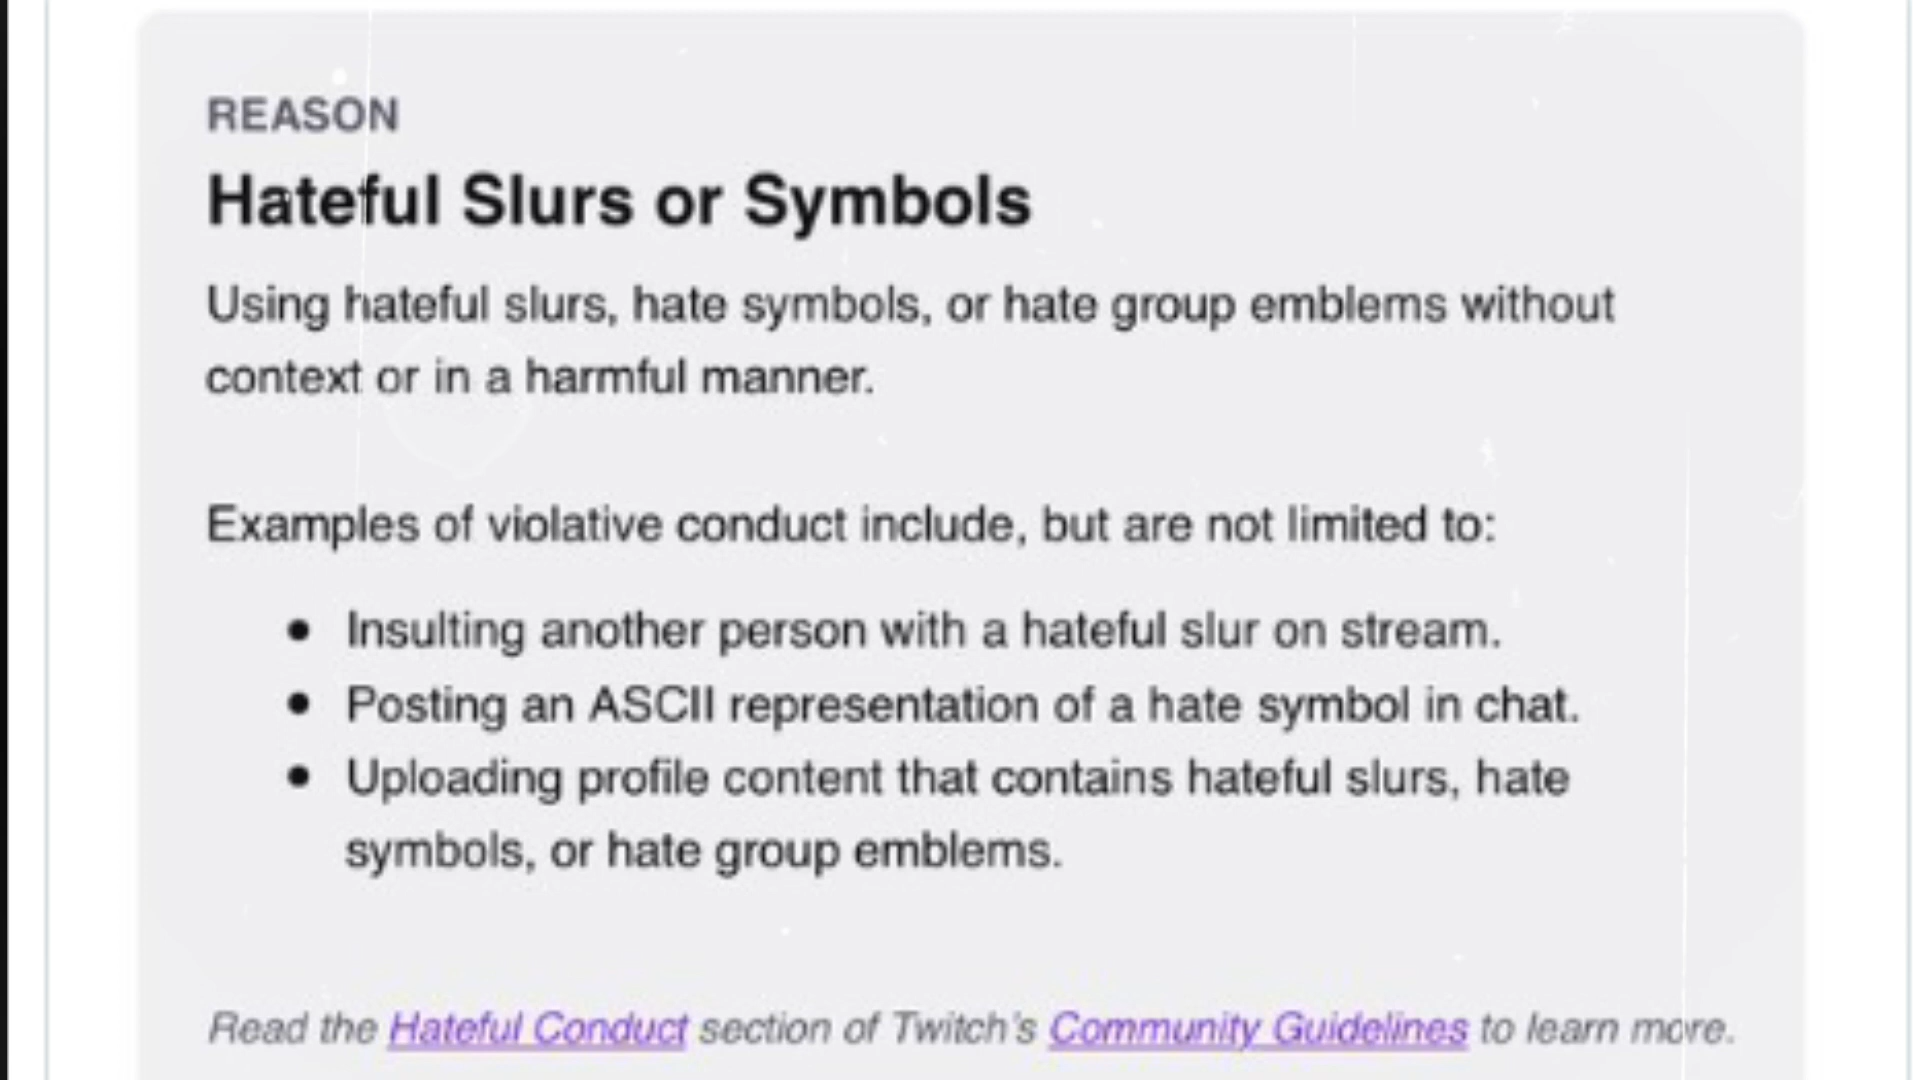 REASON
Hateful Slurs or Symbols
Using hateful slurs, hate symbols, or hate group emblems without
context or in a harmful manner.
Examples of violative conduct include, but are not limited to:
● Insulting another person with a hateful slur on stream.
● Posting an ASCII representation of a hate symbol in chat.
● Uploading profile content that contains hateful slurs, hate
symbols, or hate group emblems.
Read the Hateful Conduct section of Twitch's Community Guidelines to learn more.